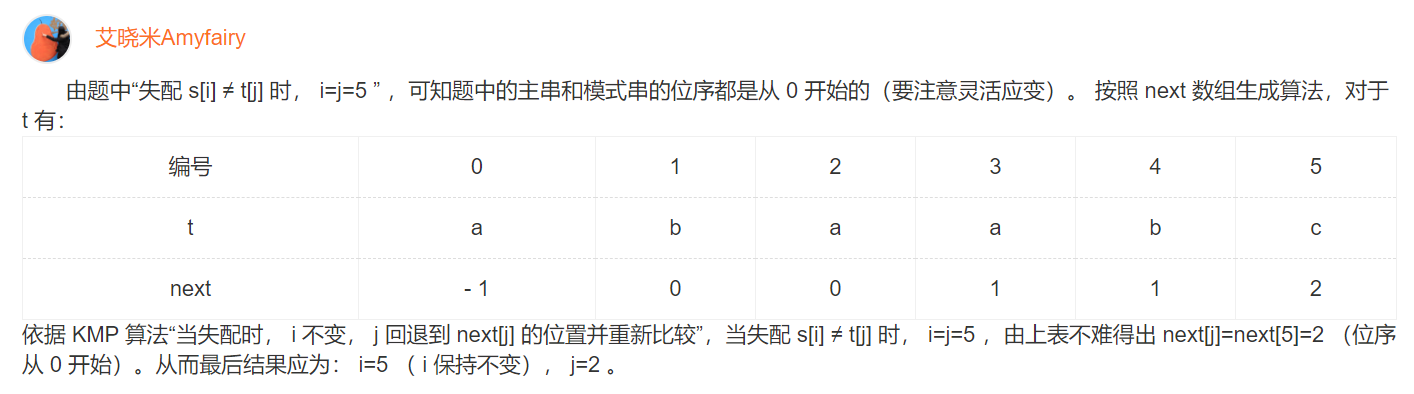 艾晓米Amyfairy
由题中“失配 s[i] ≠ t[j] 时， i=j=5 ” ，可知题中的主串和模式串的位序都是从 0 开始的（要注意灵活应变）。 按照 next 数组生成算法，对于
t 有：
编号 0 1 2 3 4 5
t a b a a b c
next - 1 0 0 1 1 2
依据 KMP 算法“当失配时， i 不变， j 回退到 next[j] 的位置并重新比较”，当失配 s[i] ≠ t[j] 时， i=j=5 ，由上表不难得出 next[j]=next[5]=2 （位序
从 0 开始）。从而最后结果应为： i=5 （ i 保持不变）， j=2 。